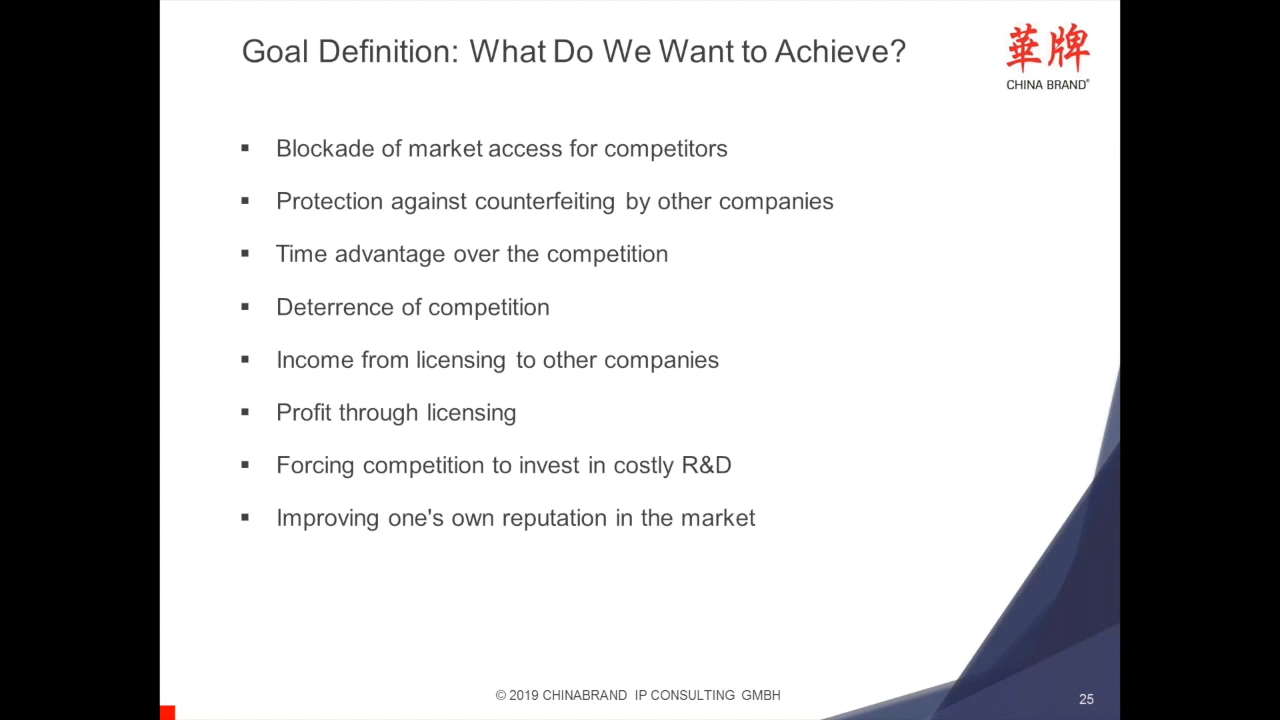 Goal Definition: What Do We Want to Achieve?
華牌
CHINA BRAND®
▪ Blockade of market access for competitors
▪ Protection against counterfeiting by other companies
▪ Time advantage over the competition
▪ Deterrence of competition
▪ Income from licensing to other companies
▪ Profit through licensing
▪ Forcing competition to invest in costly R&D
▪ Improving one's own reputation in the market
© 2019 CHINABRAND IP CONSULTING GMBH
25